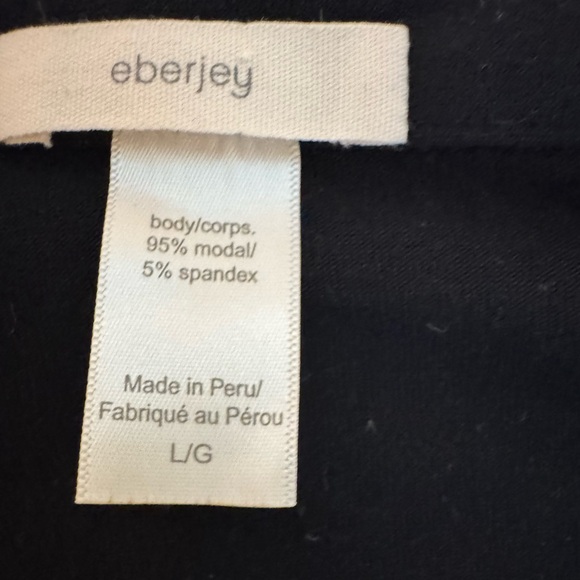 eberjey
body/corps.
95% modal/
5% spandex
Made in Peru/
Fabriqué au Pérou
L/G